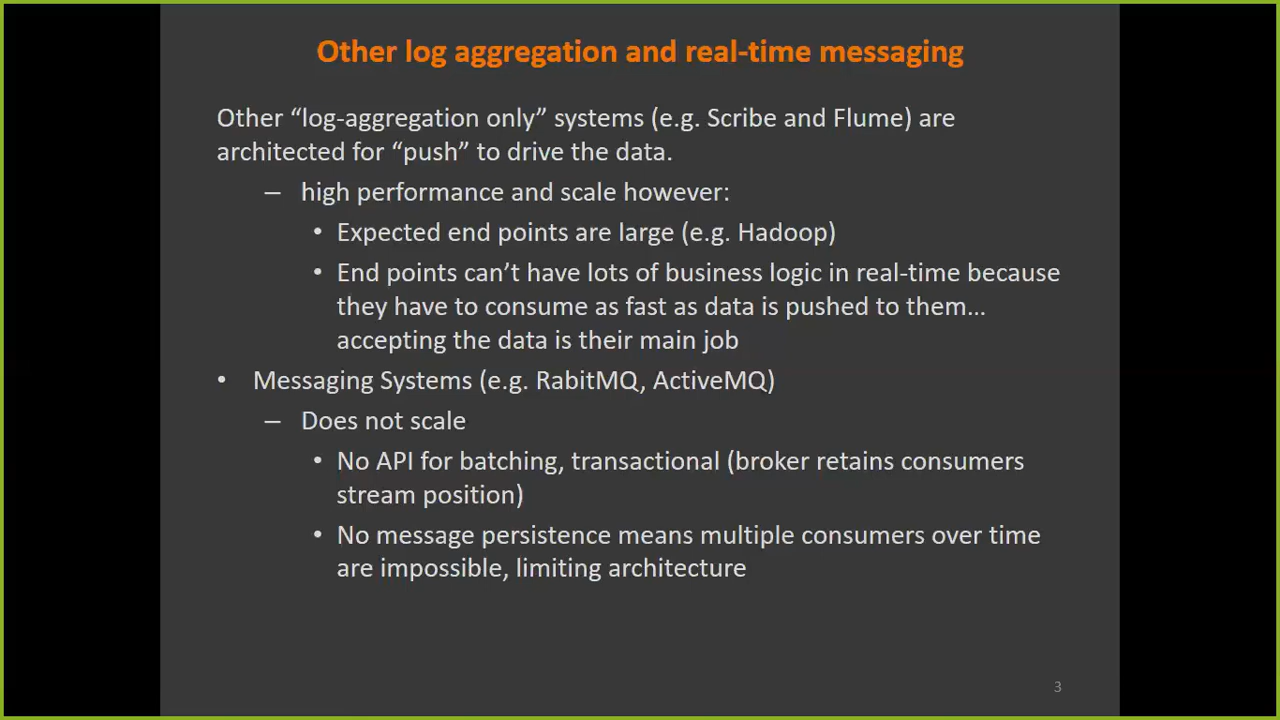 Other log aggregation and real-time messaging
Other “log-aggregation only” systems (e.g. Scribe and Flume) are
architected for “push” to drive the data.
– high performance and scale however:
• Expected end points are large (e.g. Hadoop)
• End points can’t have lots of business logic in real-time because
they have to consume as fast as data is pushed to them…
accepting the data is their main job
• Messaging Systems (e.g. RabitMQ, ActiveMQ)
– Does not scale
• No API for batching, transactional (broker retains consumers
stream position)
• No message persistence means multiple consumers over time
are impossible, limiting architecture
3